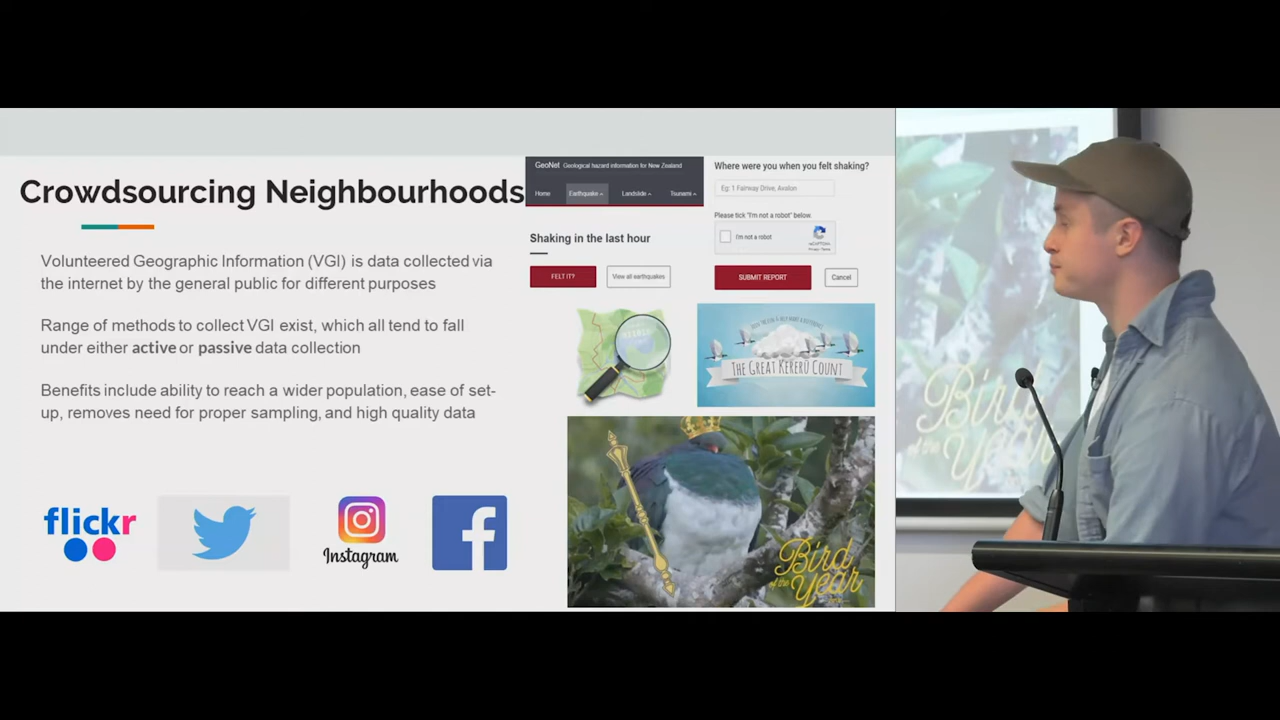 Crowdsourcing Neighbourhoods
Volunteered Geographic Information (VGI) is data collected via
the internet by the general public for different purposes
Range of methods to collect VGI exist, which all tend to fall
under either active or passive data collection
Benefits include ability to reach a wider population, ease of set-
up, removes need for proper sampling, and high quality data
flickr
Instagram
GeoNet Geological hazard information for New Zealand
Home Earthquake Landslide Tsunami
Shaking in the last hour
FELT IT? View all earthquakes
Where were you when you felt shaking?
Eg: 1 Fairway Drive, Avalon
Please tick "I'm not a robot" below.
I'm not a robot
reCAPTCHA
Privacy - Terms
SUBMIT REPORT Cancel
THE GREAT KERERŪ COUNT
Bird
of the
Year
Bird
of the
Year